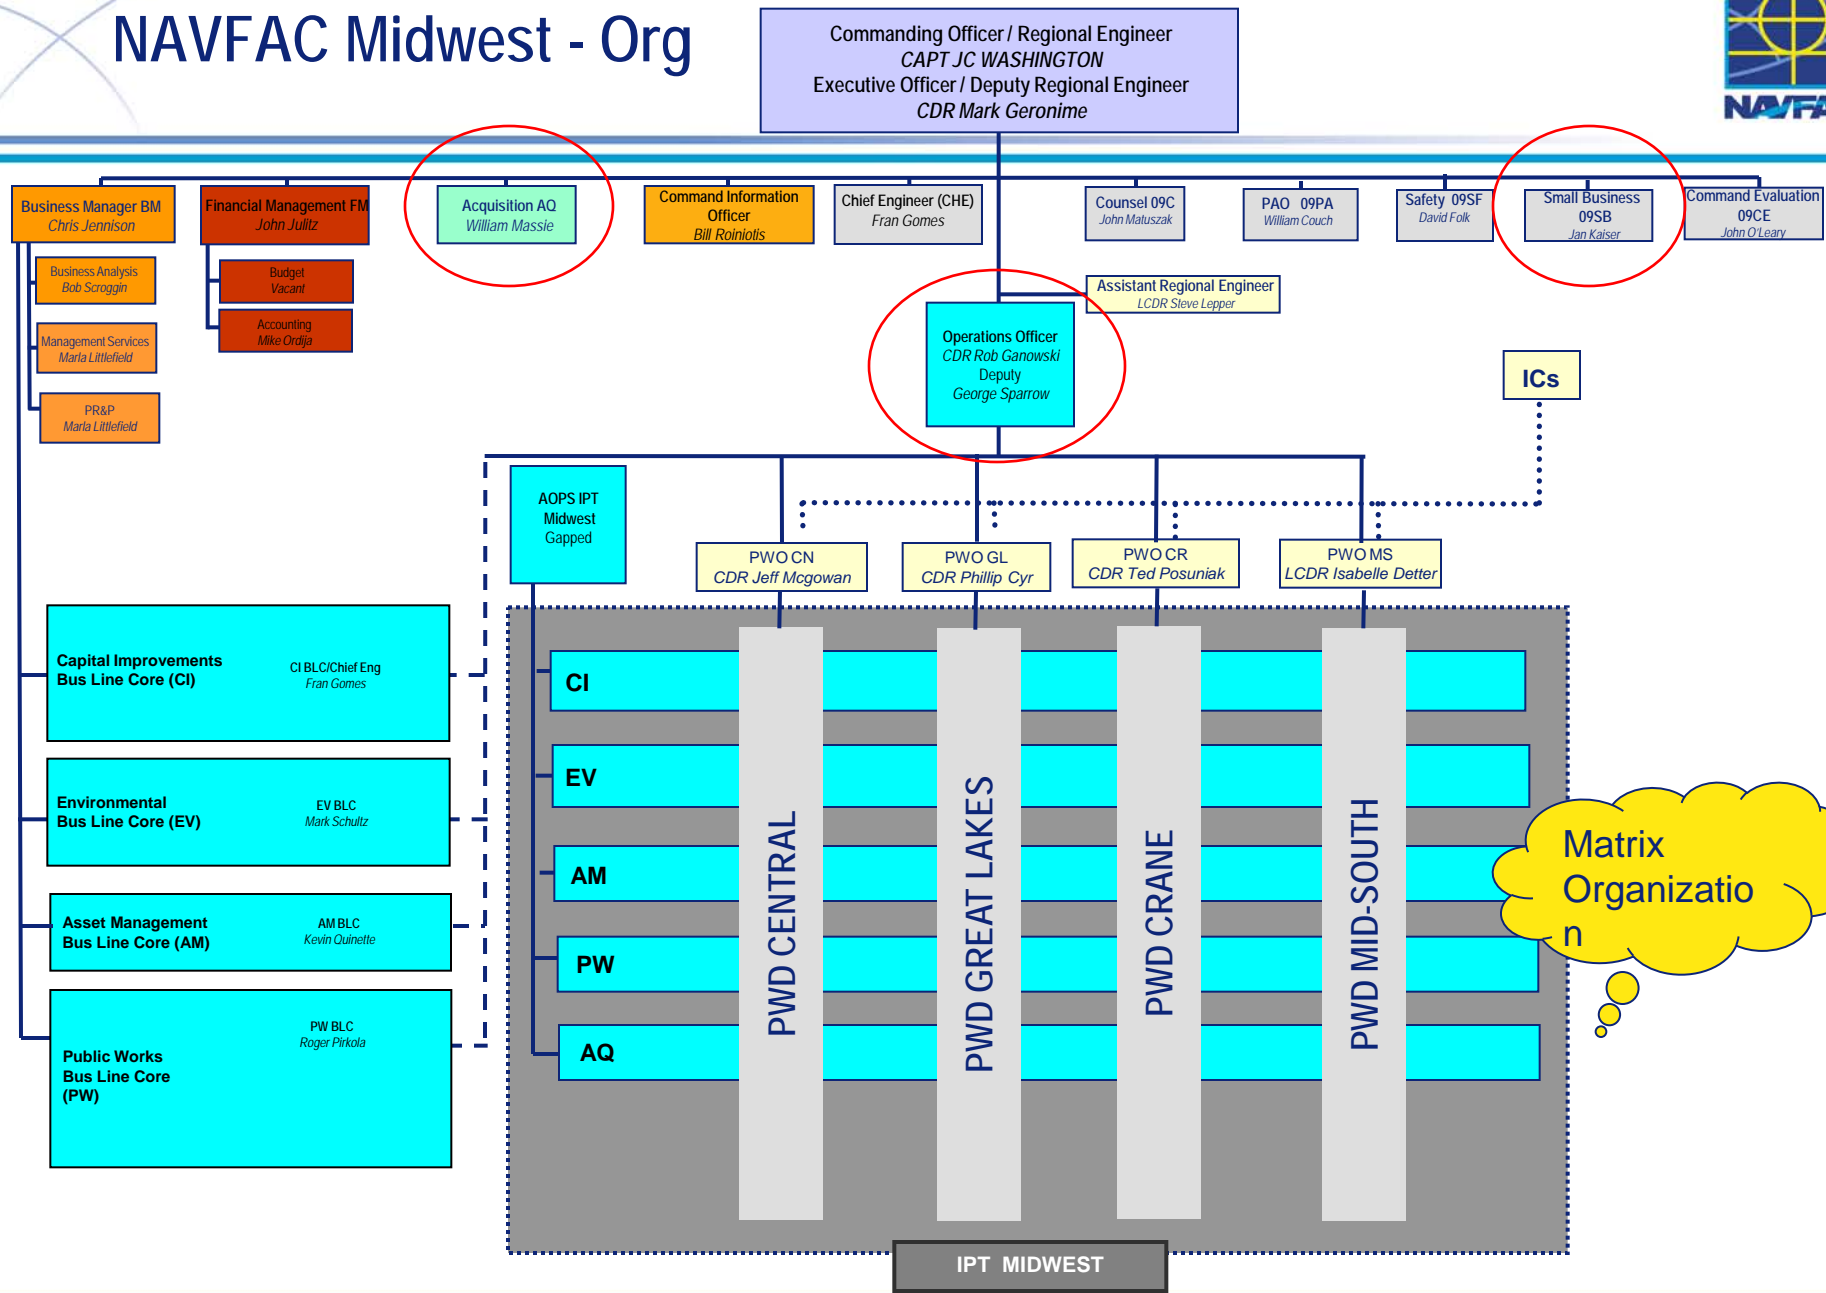 NAVFAC Midwest - Org
Commanding Officer / Regional Engineer
CAPT JC WASHINGTON
Executive Officer / Deputy Regional Engineer
CDR Mark Geronime
Business Manager BM
Chris Jennison
Financial Management FM
John Julitz
Acquisition AQ
William Massie
Command Information
Officer
Bill Roiniotis
Chief Engineer (CHE)
Fran Gomes
Counsel 09C
John Matuszak
PAO 09PA
William Couch
Safety 09SF
David Folk
Small Business
09SB
Jan Kaiser
Command Evaluation
09CE
John O'Leary
Business Analysis
Bob Scroggin
Management Services
Marla Littlefield
PR&P
Marla Littlefield
Budget
Vacant
Accounting
Mike Ordija
Assistant Regional Engineer
LCDR Steve Lepper
Operations Officer
CDR Rob Ganowski
Deputy
George Sparrow
ICs
AOPS IPT
Midwest
Gapped
PWO CN
CDR Jeff Mcgowan
PWO GL
CDR Phillip Cyr
PWO CR
CDR Ted Posuniak
PWO MS
LCDR Isabelle Detter
Capital Improvements
Bus Line Core (CI)
CI BLC/Chief Eng
Fran Gomes
Environmental
Bus Line Core (EV)
EV BLC
Mark Schultz
Asset Management
Bus Line Core (AM)
AM BLC
Kevin Quinette
Public Works
Bus Line Core
(PW)
PW BLC
Roger Pirkola
CI
EV
AM
PW
AQ
PWD CENTRAL
PWD GREAT LAKES
PWD CRANE
PWD MID-SOUTH
Matrix
Organizatio
n
IPT MIDWEST